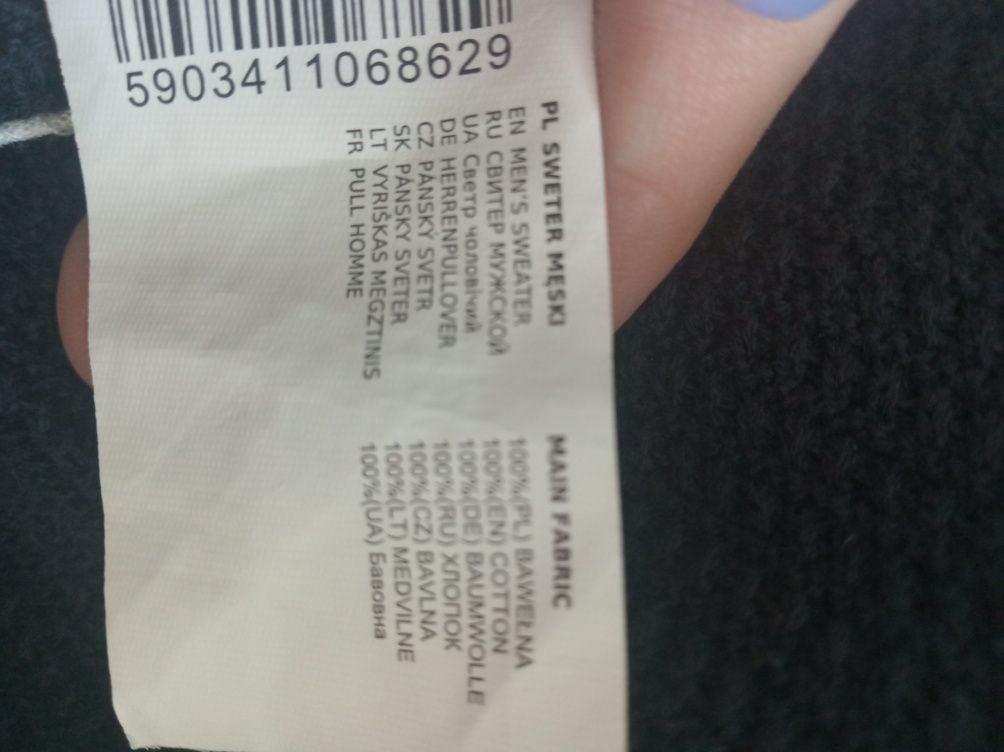 5903411068629
PL SWETER MĘSKI
EN MEN'S SWEATER
RU СВИТЕР МУЖСКОЙ
UA Светр чоловічий
DE HERRENPULLOVER
CZ PÁNSKÝ SVETR
SK PÁNSKY SVETER
LT VYRIŠKAS MEGZTINIS
FR PULL HOMME
MAIN FABRIC
100%(PL) BAWEŁNA
100%(EN) COTTON
100%(DE) BAUMWOLLE
100%(RU) ХЛОПОК
100%(CZ) BAVLNA
100%(LT) MEDVILNE
100%(UA) Бавовна